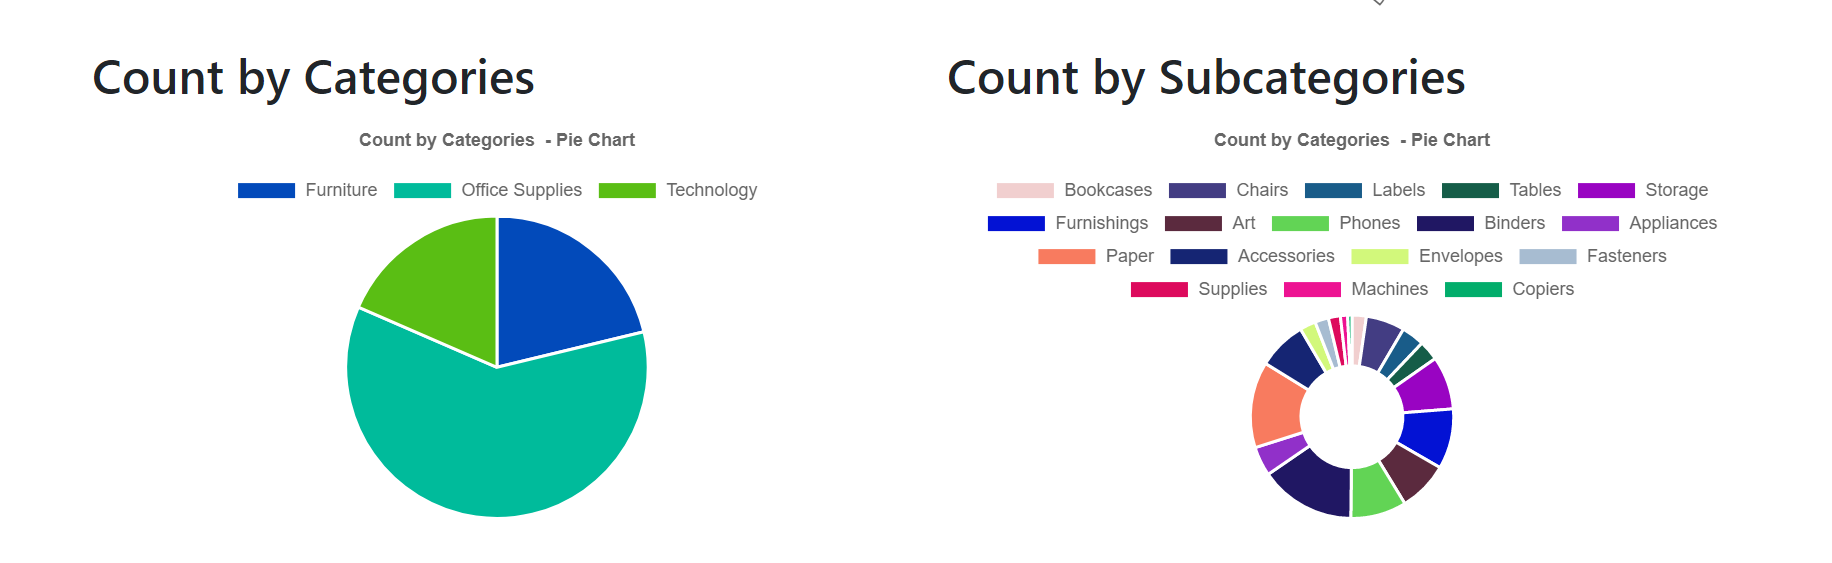 Count by Categories
Count by Categories  - Pie Chart
Furniture Office Supplies Technology
Count by Subcategories
Count by Categories  - Pie Chart
Bookcases Chairs Labels Tables Storage
Furnishings Art Phones Binders Appliances
Paper Accessories Envelopes Fasteners
Supplies Machines Copiers